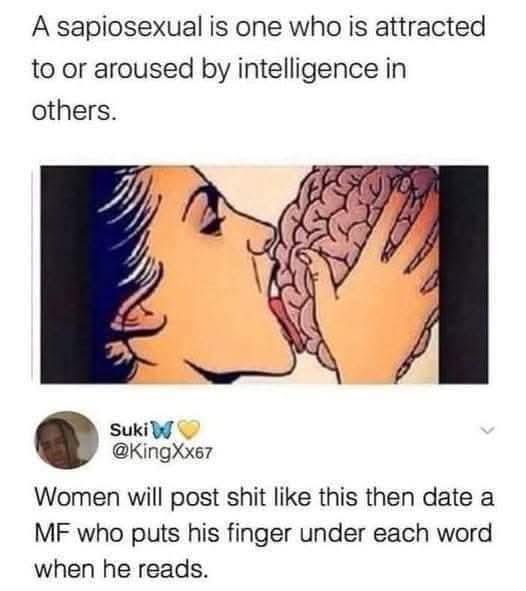 A sapiosexual is one who is attracted
to or aroused by intelligence in
others.
Suki🦋💛
@KingXx67
Women will post shit like this then date a
MF who puts his finger under each word
when he reads.